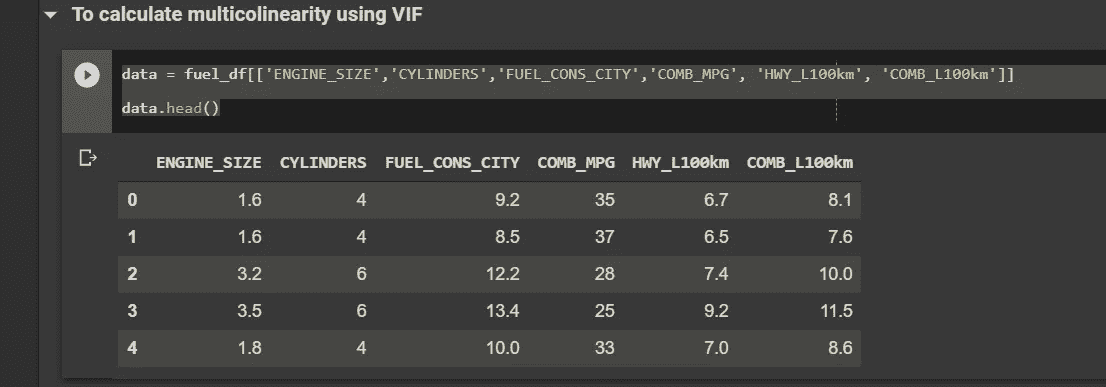 To calculate multicolinearity using VIF
data = fuel_df[['ENGINE_SIZE','CYLINDERS','FUEL_CONS_CITY','COMB_MPG', 'HWY_L100km', 'COMB_L100km']]
data.head()
ENGINE_SIZE CYLINDERS FUEL_CONS_CITY COMB_MPG HWY_L100km COMB_L100km
0 1.6 4 9.2 35 6.7 8.1
1 1.6 4 8.5 37 6.5 7.6
2 3.2 6 12.2 28 7.4 10.0
3 3.5 6 13.4 25 9.2 11.5
4 1.8 4 10.0 33 7.0 8.6